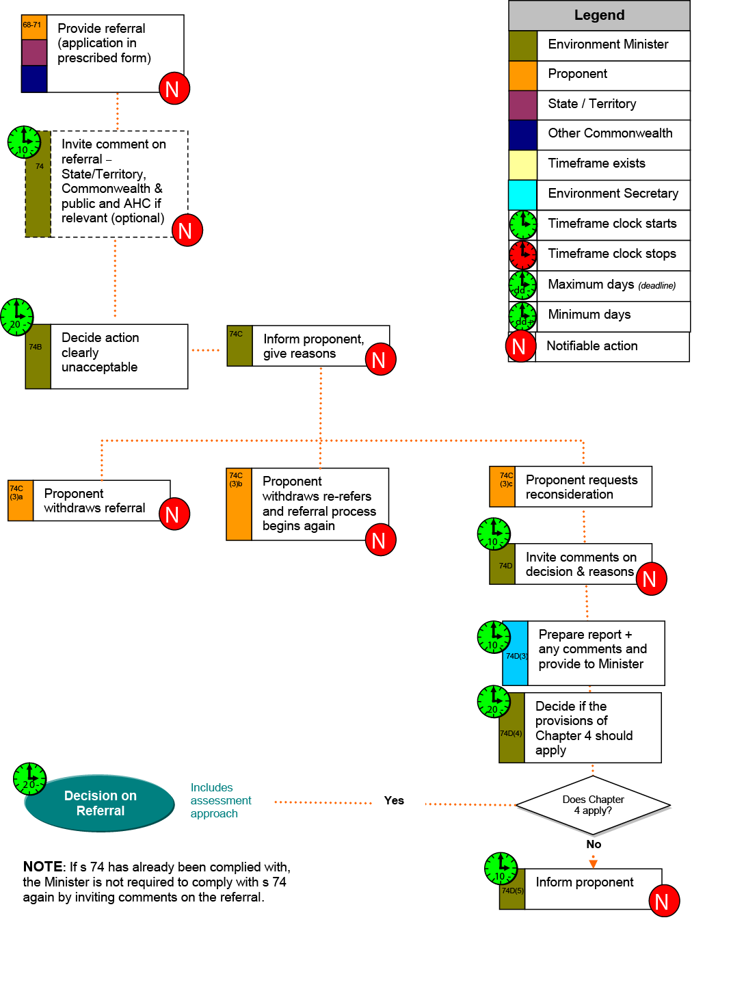 68-71
Provide referral
(application in
prescribed form)
N
10 -
74
Invite comment on
referral –
State/Territory,
Commonwealth &
public and AHC if
relevant (optional)
N
20 -
74B
Decide action
clearly
unacceptable
74C
Inform proponent,
give reasons
N
74C
(3)a
Proponent
withdraws referral
N
74C
(3)b
Proponent
withdraws re-refers
and referral process
begins again
N
74C
(3)c
Proponent requests
reconsideration
10 -
74D
Invite comments on
decision & reasons
N
10 -
74D(3)
Prepare report +
any comments and
provide to Minister
20 -
74D(4)
Decide if the
provisions of
Chapter 4 should
apply
Does Chapter
4 apply?
Yes
Includes
assessment
approach
20-
Decision on
Referral
No
10 -
74D(5)
Inform proponent
N
NOTE: If s 74 has already been complied with,
the Minister is not required to comply with s 74
again by inviting comments on the referral.
Legend
Environment Minister
Proponent
State / Territory
Other Commonwealth
Timeframe exists
Environment Secretary
Timeframe clock starts
Timeframe clock stops
dd -
Maximum days (deadline)
dd+
Minimum days
N
Notifiable action